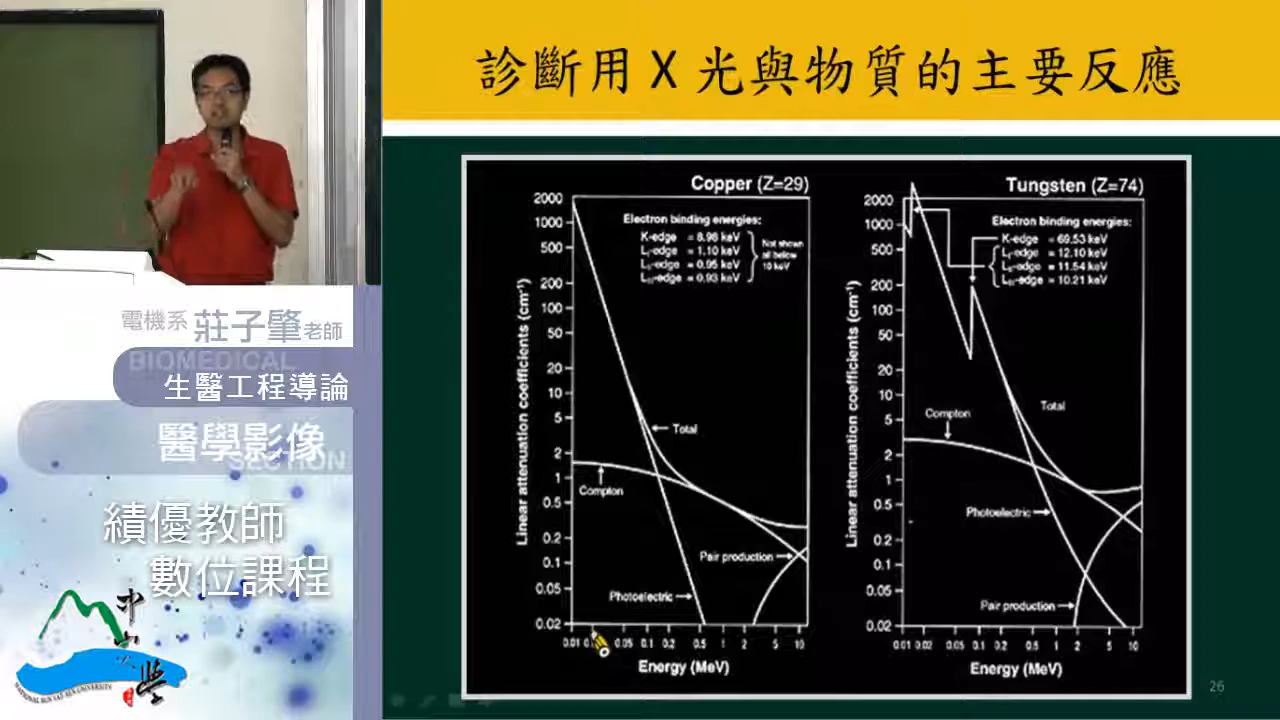 診斷用 X 光與物質的主要反應
電機系 莊子肇老師
BIOMEDICAL
生醫工程導論
醫學影像
SECTION
績優教師
數位課程
NATIONAL SUN YAT-SEN UNIVERSITY
Copper (Z=29)
Electron binding energies:
K-edge = 8.98 keV
L₁-edge = 1.10 keV
L₁₁-edge = 0.95 keV
L₁₁₁-edge = 0.93 keV
Not shown
all below
10 keV
Linear attenuation coefficients (cm⁻¹)
2000
1000
500
200
100
50
20
10
5
2
1
0.5
0.2
0.1
0.05
0.02
Total
Compton
Pair production
Photoelectric
0.01 0.05 0.1 0.2 0.5 1 2 5 10
Energy (MeV)
Tungsten (Z=74)
Electron binding energies:
K-edge = 69.53 keV
L₁-edge = 12.10 keV
L₁₁-edge = 11.54 keV
L₁₁₁-edge = 10.21 keV
Linear attenuation coefficients (cm⁻¹)
2000
1000
500
200
100
50
20
10
5
2
1
0.5
0.2
0.1
0.05
0.02
Compton
Total
Photoelectric
Pair production
0.01 0.02 0.05 0.1 0.2 0.5 1 2 5 10
Energy (MeV)
26